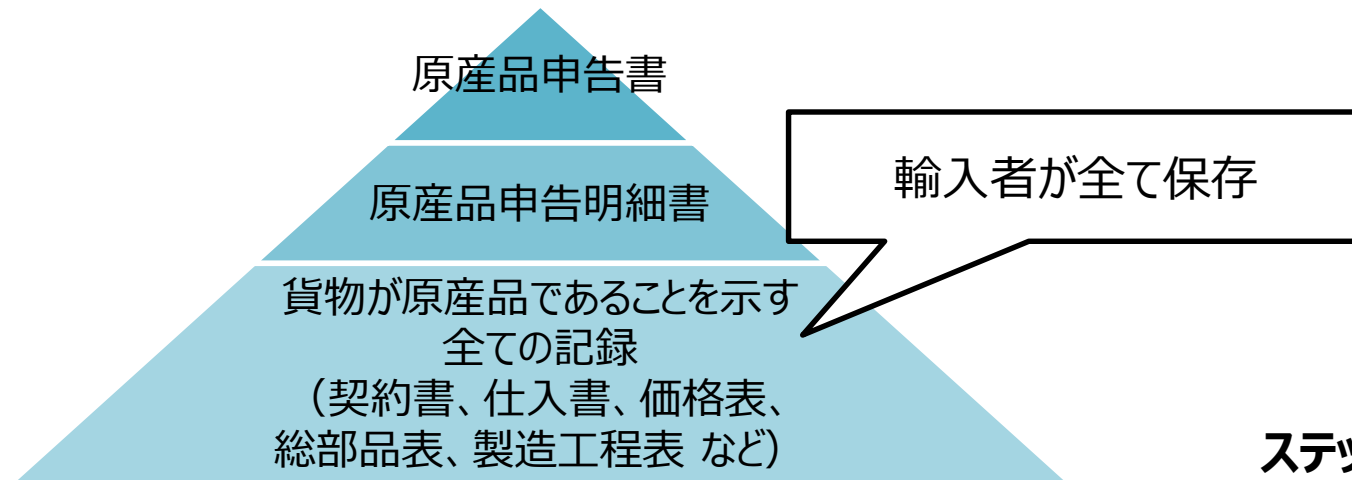 原産品申告書
原産品申告明細書
輸入者が全て保存
貨物が原産品であることを示す
全ての記録
（契約書、仕入書、価格表、
総部品表、製造工程表 など）
ステッ